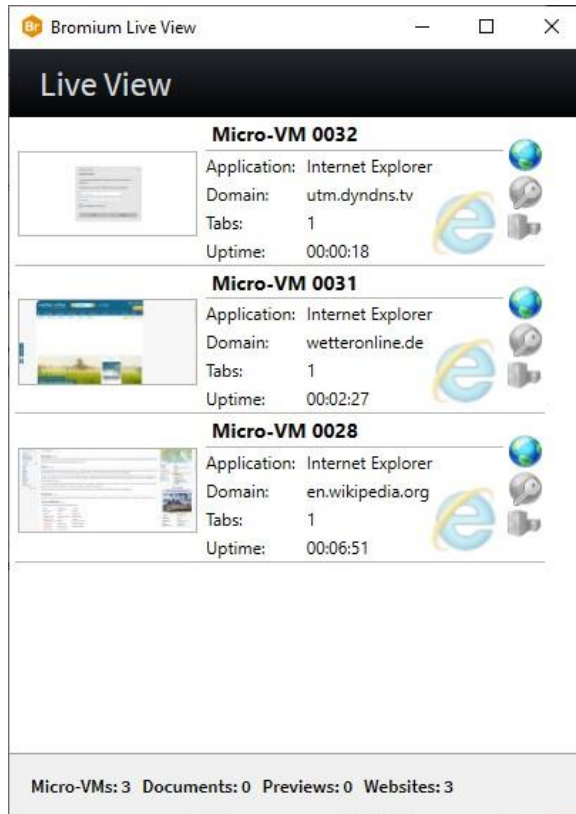 Br Bromium Live View
Live View
Micro-VM 0032
Application: Internet Explorer
Domain: utm.dyndns.tv
Tabs: 1
Uptime: 00:00:18
Micro-VM 0031
Application: Internet Explorer
Domain: wetteronline.de
Tabs: 1
Uptime: 00:02:27
Micro-VM 0028
Application: Internet Explorer
Domain: en.wikipedia.org
Tabs: 1
Uptime: 00:06:51
Micro-VMs: 3 Documents: 0 Previews: 0 Websites: 3